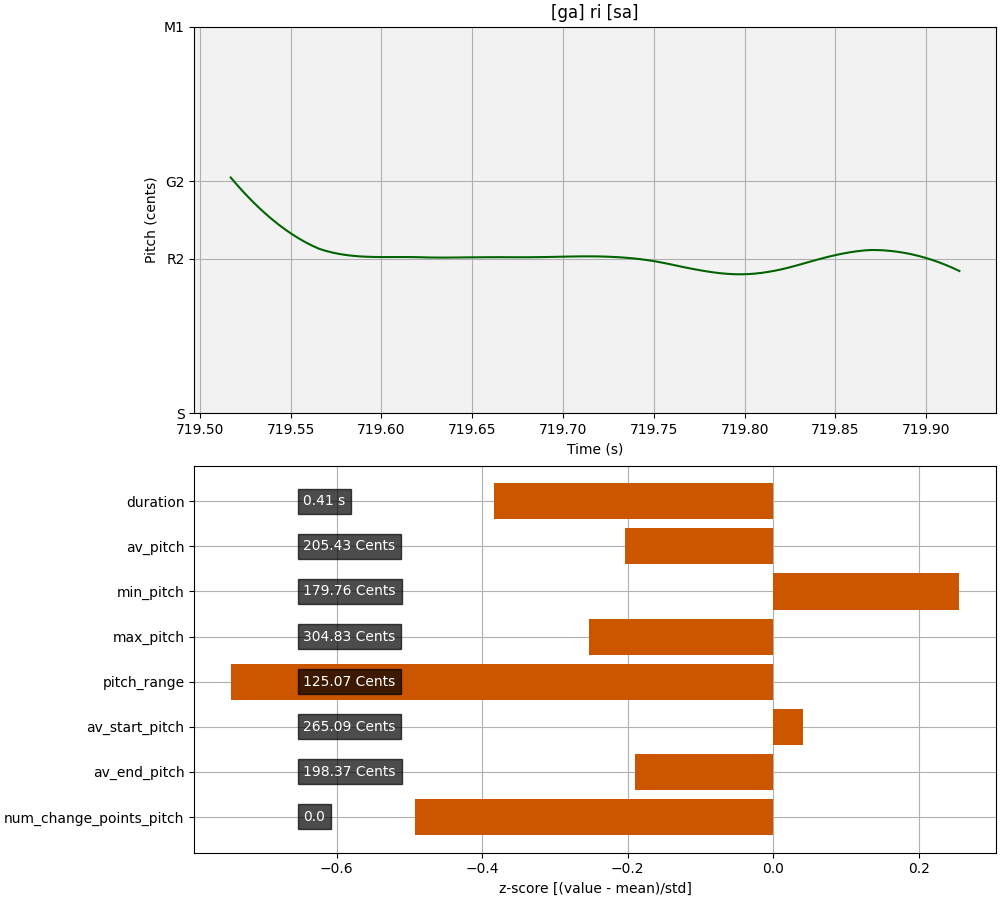 [ga] ri [sa]
M1
G2
R2
S
Pitch (cents)
719.50 719.55 719.60 719.65 719.70 719.75 719.80 719.85 719.90
Time (s)
duration 0.41 s
av_pitch 205.43 Cents
min_pitch 179.76 Cents
max_pitch 304.83 Cents
pitch_range 125.07 Cents
av_start_pitch 265.09 Cents
av_end_pitch 198.37 Cents
num_change_points_pitch 0.0
−0.6 −0.4 −0.2 0.0 0.2
z-score [(value - mean)/std]